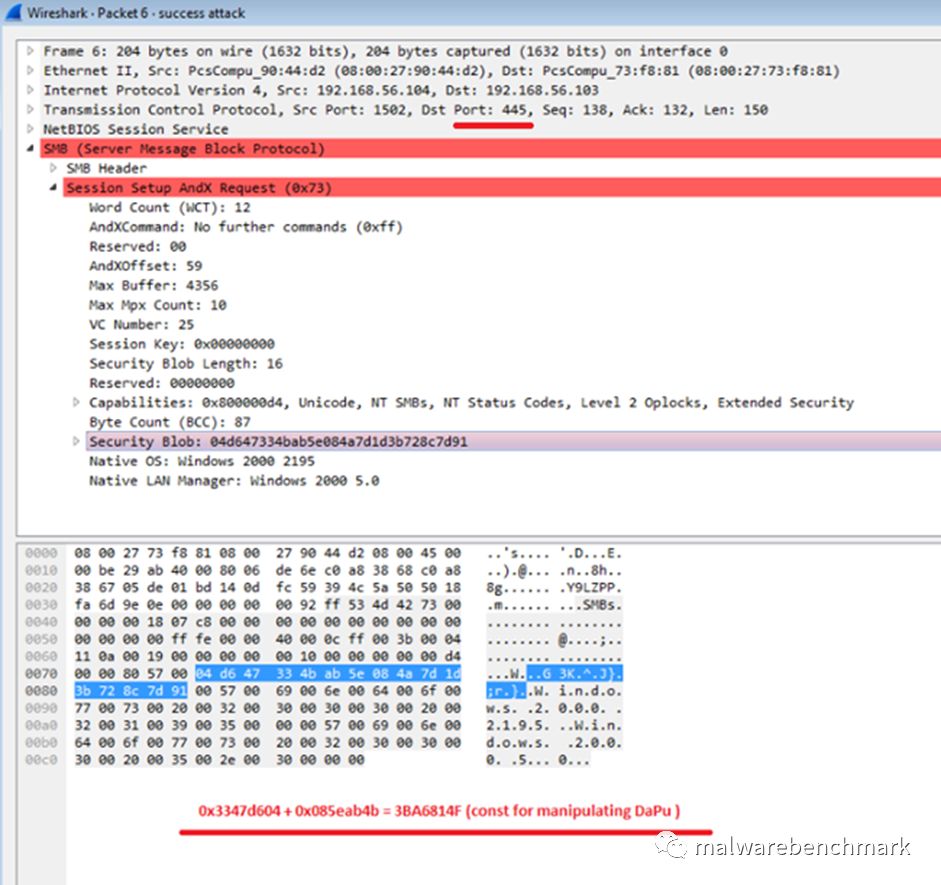 Wireshark · Packet 6 · success attack
Frame 6: 204 bytes on wire (1632 bits), 204 bytes captured (1632 bits) on interface 0
Ethernet II, Src: PcsCompu_90:44:d2 (08:00:27:90:44:d2), Dst: PcsCompu_73:f8:81 (08:00:27:73:f8:81)
Internet Protocol Version 4, Src: 192.168.56.104, Dst: 192.168.56.103
Transmission Control Protocol, Src Port: 1502, Dst Port: 445, Seq: 138, Ack: 132, Len: 150
NetBIOS Session Service
SMB (Server Message Block Protocol)
SMB Header
Session Setup AndX Request (0x73)
Word Count (WCT): 12
AndXCommand: No further commands (0xff)
Reserved: 00
AndXOffset: 59
Max Buffer: 4356
Max Mpx Count: 10
VC Number: 25
Session Key: 0x00000000
Security Blob Length: 16
Reserved: 00000000
Capabilities: 0x800000d4, Unicode, NT SMBs, NT Status Codes, Level 2 Oplocks, Extended Security
Byte Count (BCC): 87
Security Blob: 04d647334bab5e084a7d1d3b728c7d91
Native OS: Windows 2000 2195
Native LAN Manager: Windows 2000 5.0
0000 08 00 27 73 f8 81 08 00 27 90 44 d2 08 00 45 00 ..'s.... '.D...E.
0010 00 be 29 ab 40 00 80 06 de 6e c0 a8 38 68 c0 a8 ..).@... .n..8h..
0020 38 67 05 de 01 bd 14 0d fc 59 39 4c 5a 50 50 18 8g...... .Y9LZPP.
0030 fa 6d 9e 0e 00 00 00 00 00 92 ff 53 4d 42 73 00 .m...... ...SMBs.
0040 00 00 00 18 07 c8 00 00 00 00 00 00 00 00 00 00 ........ ........
0050 00 00 00 00 ff fe 00 00 40 00 0c ff 00 3b 00 04 ........ @....;..
0060 11 0a 00 19 00 00 00 00 00 10 00 00 00 00 00 d4 ........ ........
0070 00 00 80 57 00 04 d6 47 33 4b ab 5e 08 4a 7d 1d ...W...G 3K.^.J}.
0080 3b 72 8c 7d 91 00 57 00 69 00 6e 00 64 00 6f 00 ;r.}..W. i.n.d.o.
0090 77 00 73 00 20 00 32 00 30 00 30 00 30 00 20 00 w.s. .2. 0.0.0. .
00a0 32 00 31 00 39 00 35 00 00 00 57 00 69 00 6e 00 2.1.9.5. ..W.i.n.
00b0 64 00 6f 00 77 00 73 00 20 00 32 00 30 00 30 00 d.o.w.s. .2.0.0.
00c0 30 00 20 00 35 00 2e 00 30 00 00 00 0. .5... 0...
0x3347d604 + 0x085eab4b = 3BA6814F (const for manipulating DaPu )
malwarebenchmark